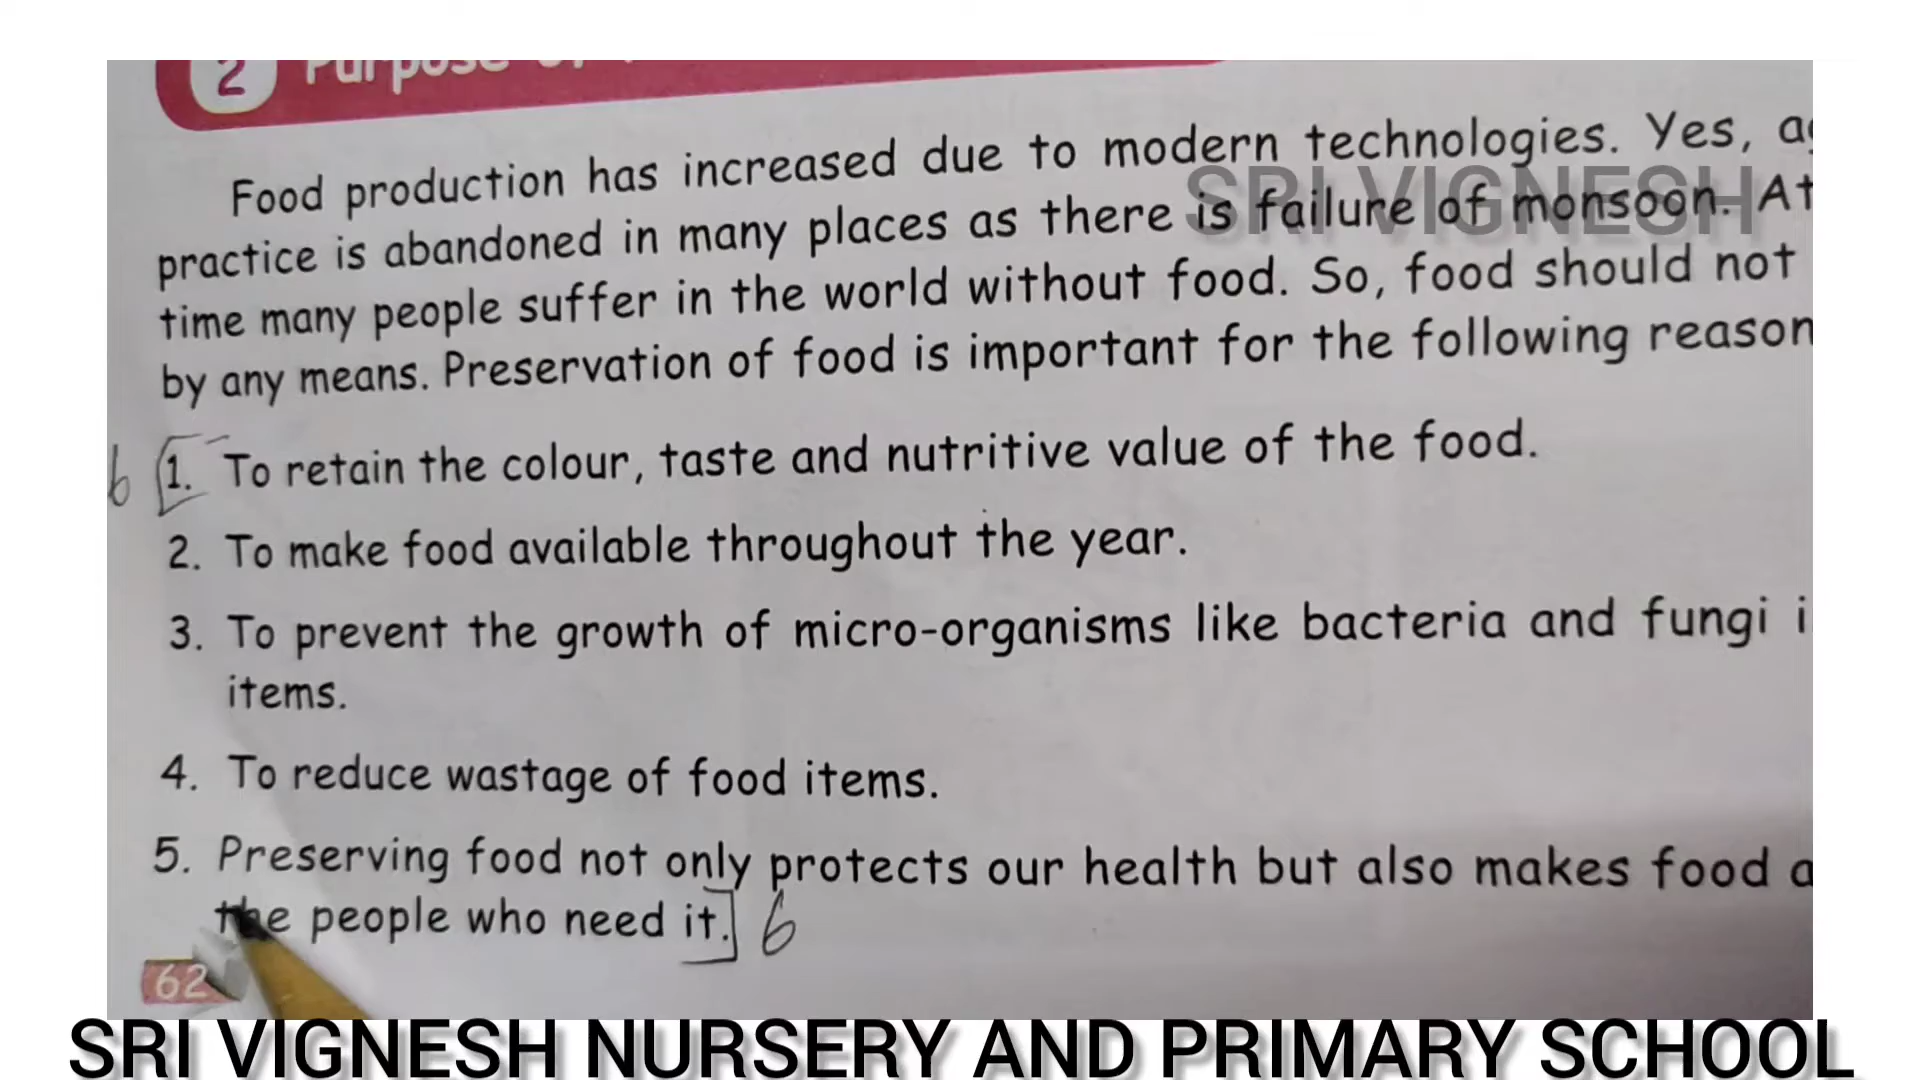 2 Purpose
Food production has increased due to modern technologies. Yes,
SRI VIGNESH
practice is abandoned in many places as there is failure of monsoon. At
time many people suffer in the world without food. So, food should not
by any means. Preservation of food is important for the following reason
6 1. To retain the colour, taste and nutritive value of the food.
2. To make food available throughout the year.
3. To prevent the growth of micro-organisms like bacteria and fungi
items.
4. To reduce wastage of food items.
5. Preserving food not only protects our health but also makes food
the people who need it. 6
62
SRI VIGNESH NURSERY AND PRIMARY SCHOOL